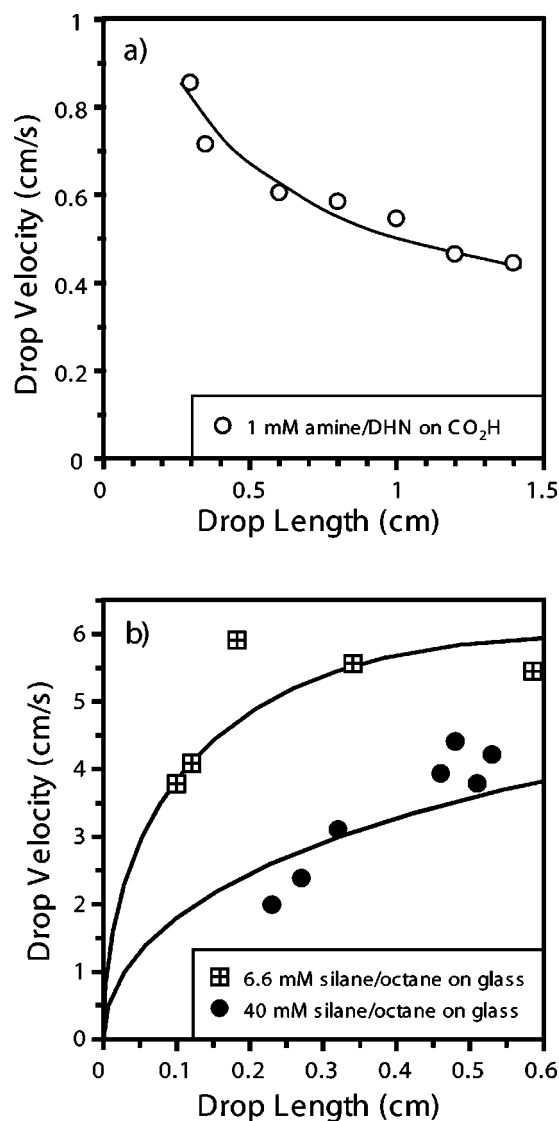 a)
1
0.8
0.6
0.4
0.2
0
Drop Velocity (cm/s)
1 mM amine/DHN on CO₂H
0 0.5 1 1.5
Drop Length (cm)
b)
6
5
4
3
2
1
0
Drop Velocity (cm/s)
6.6 mM silane/octane on glass
40 mM silane/octane on glass
0 0.1 0.2 0.3 0.4 0.5 0.6
Drop Length (cm)